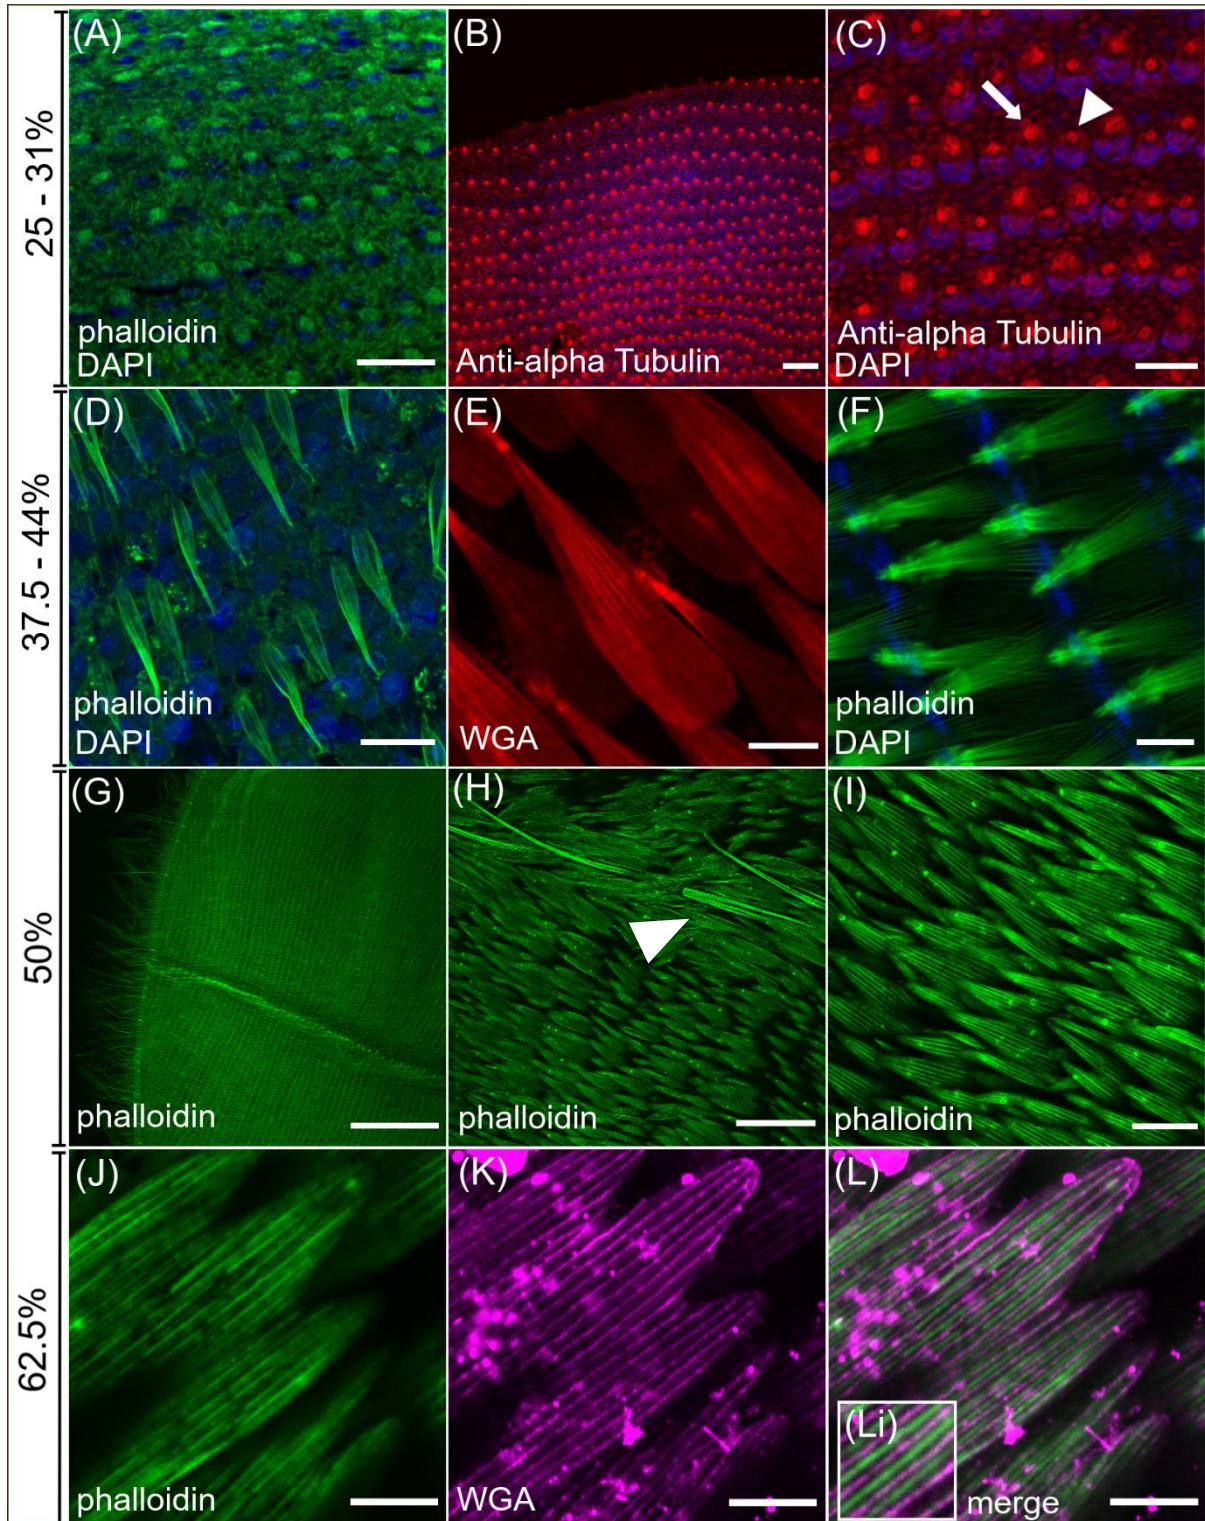 25 - 31%
(A)
phalloidin
DAPI
(B)
Anti-alpha Tubulin
(C)
Anti-alpha Tubulin
DAPI
37.5 - 44%
(D)
phalloidin
DAPI
(E)
WGA
(F)
phalloidin
DAPI
50%
(G)
phalloidin
(H)
phalloidin
(I)
phalloidin
62.5%
(J)
phalloidin
(K)
WGA
(L)
(Li)
merge